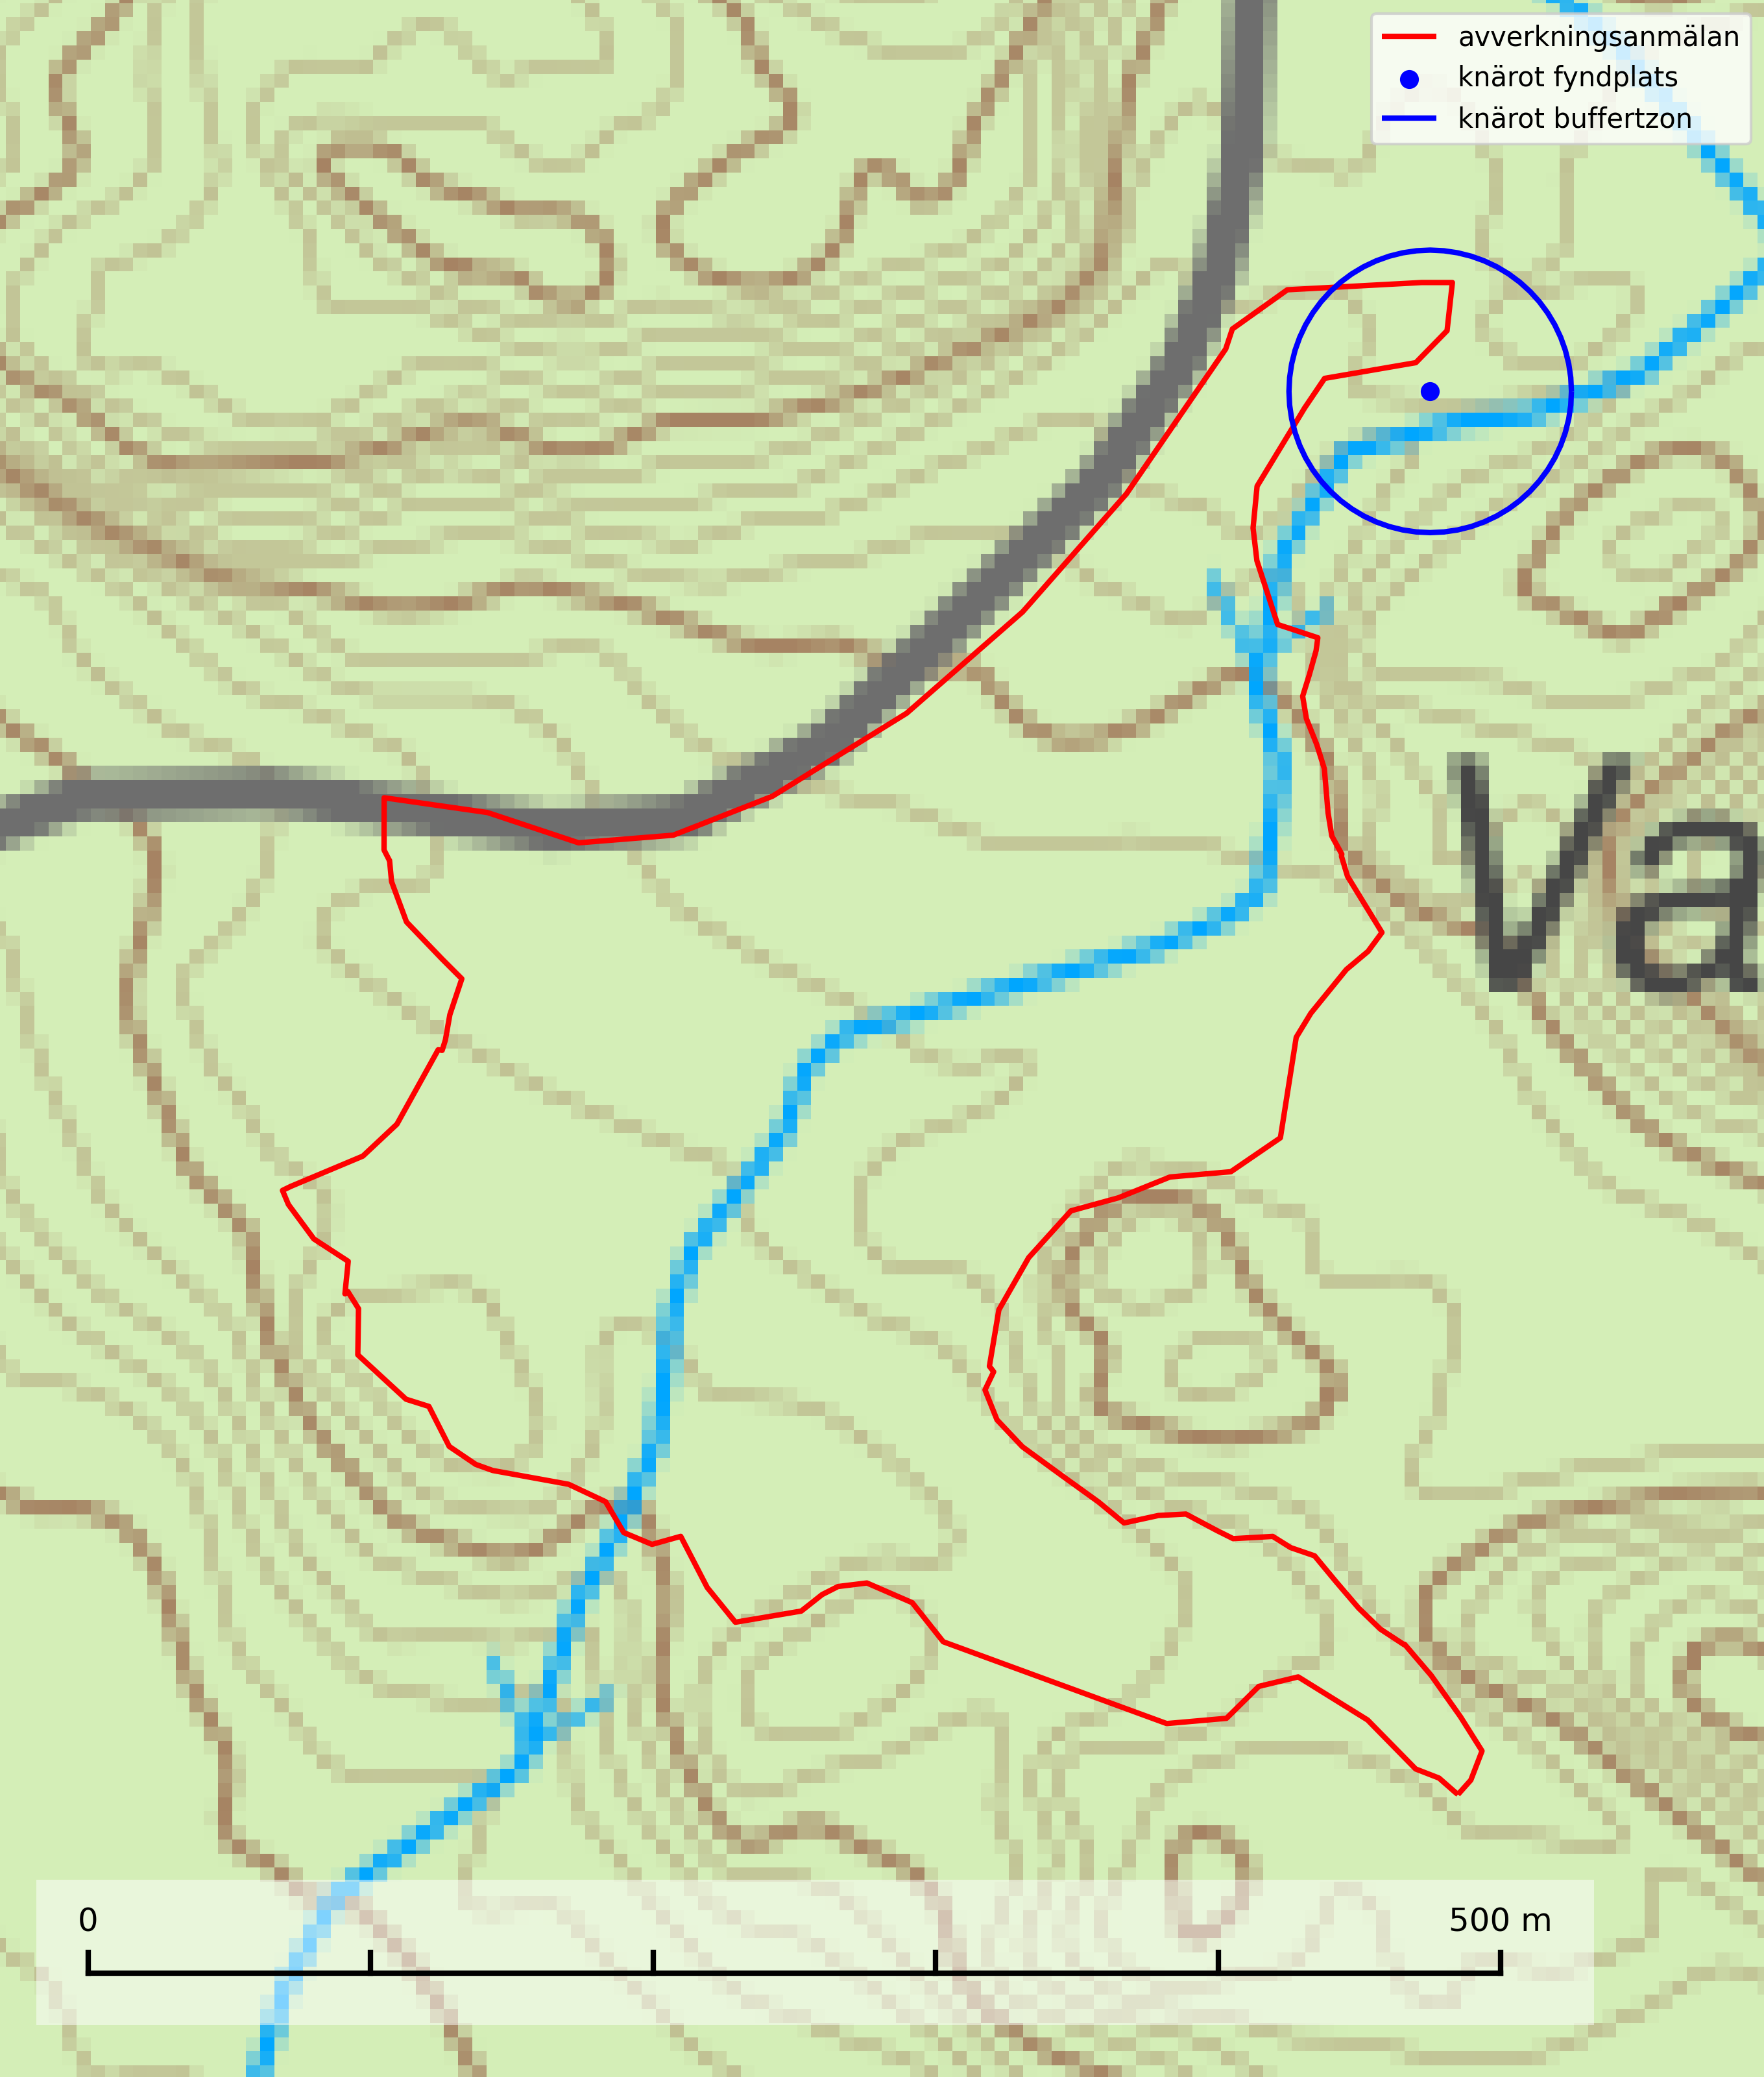 avverkningsanmälan
knärot fyndplats
knärot buffertzon
Va
0 500 m